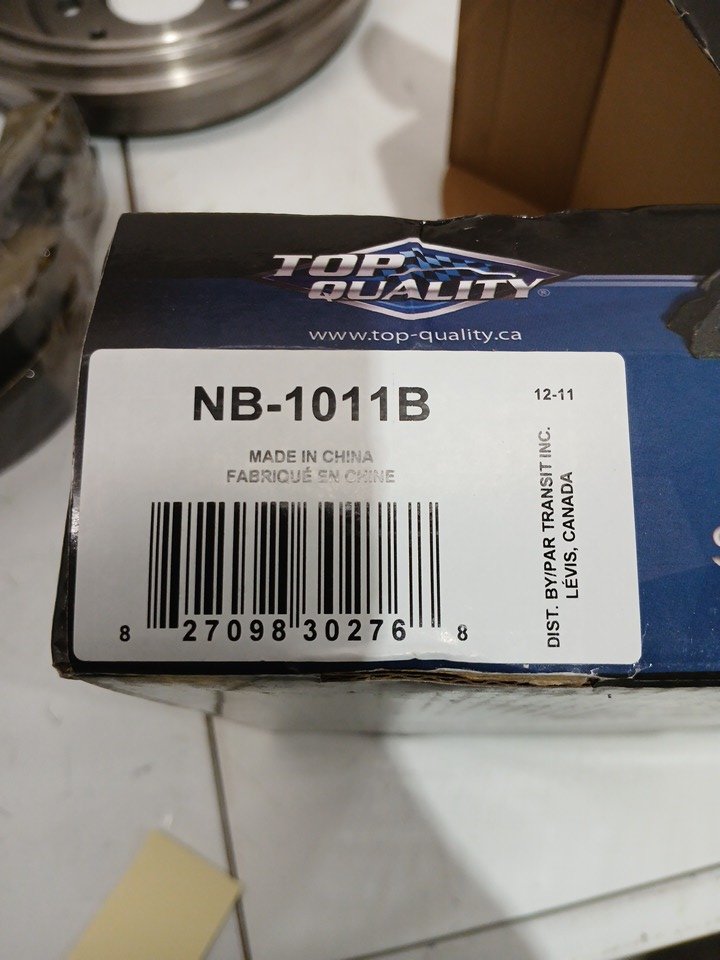 TOP
QUALITY®
www.top-quality.ca
NB-1011B
12-11
MADE IN CHINA
FABRIQUÉ EN CHINE
DIST. BY/PAR TRANSIT INC.
LÉVIS, CANADA
8 27098 30276 8